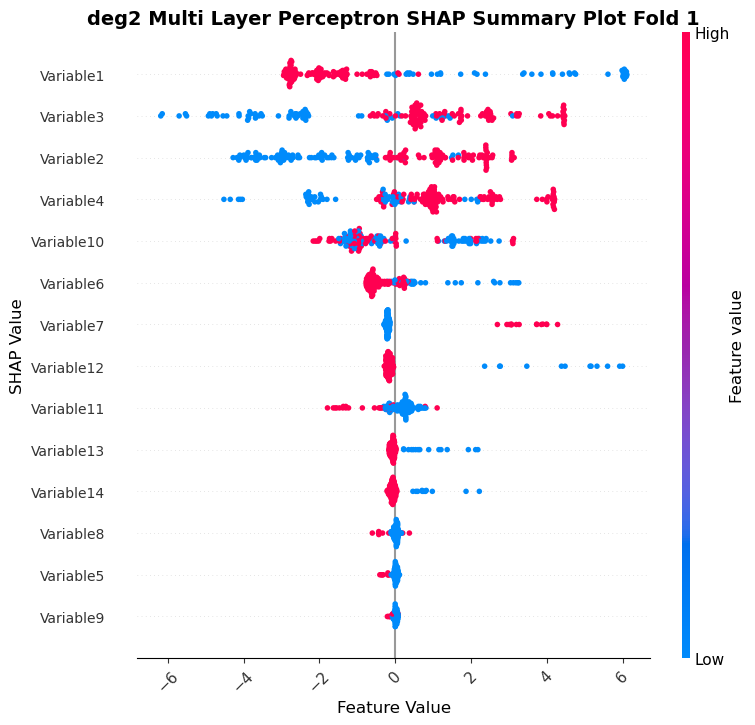 deg2 Multi Layer Perceptron SHAP Summary Plot Fold 1
High
Variable1
Variable3
Variable2
Variable4
Variable10
Variable6
Variable7
Variable12
Variable11
Variable13
Variable14
Variable8
Variable5
Variable9
SHAP Value
Feature value
Low
−6 −4 −2 0 2 4 6
Feature Value